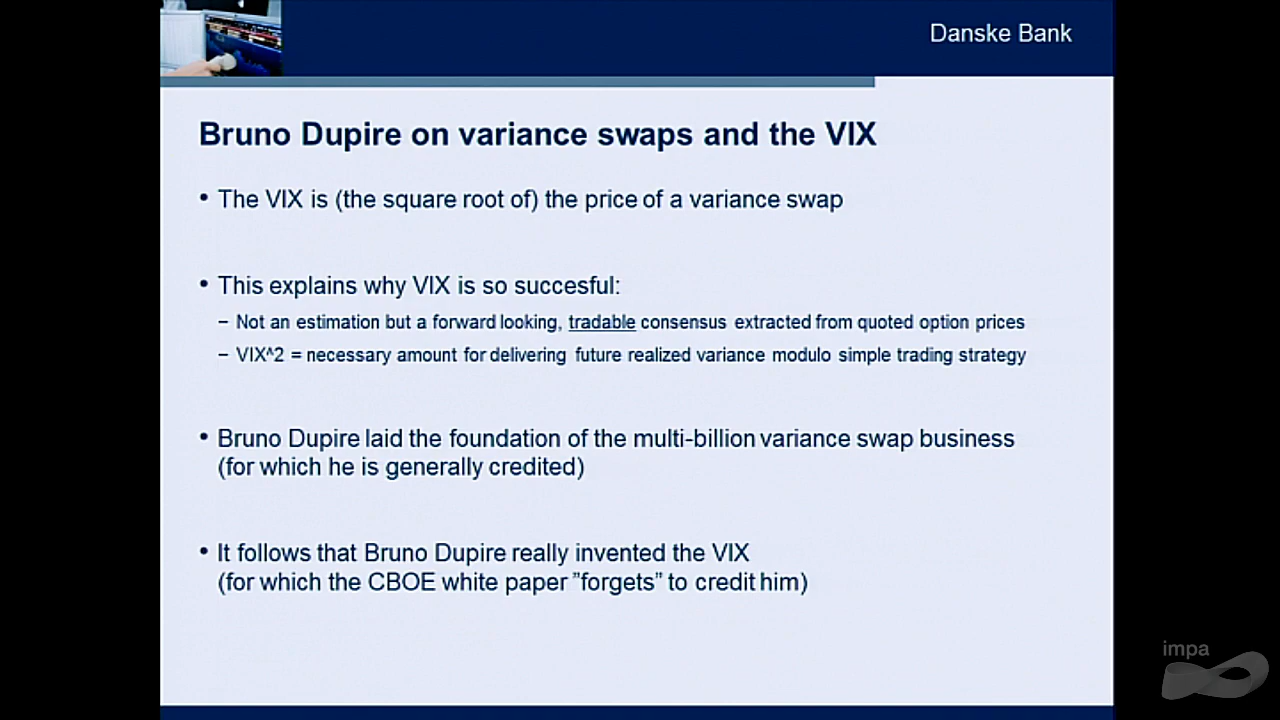 Danske Bank
Bruno Dupire on variance swaps and the VIX
• The VIX is (the square root of) the price of a variance swap
• This explains why VIX is so succesful:
– Not an estimation but a forward looking, tradable consensus extracted from quoted option prices
– VIX^2 = necessary amount for delivering future realized variance modulo simple trading strategy
• Bruno Dupire laid the foundation of the multi-billion variance swap business
(for which he is generally credited)
• It follows that Bruno Dupire really invented the VIX
(for which the CBOE white paper ”forgets” to credit him)
impa